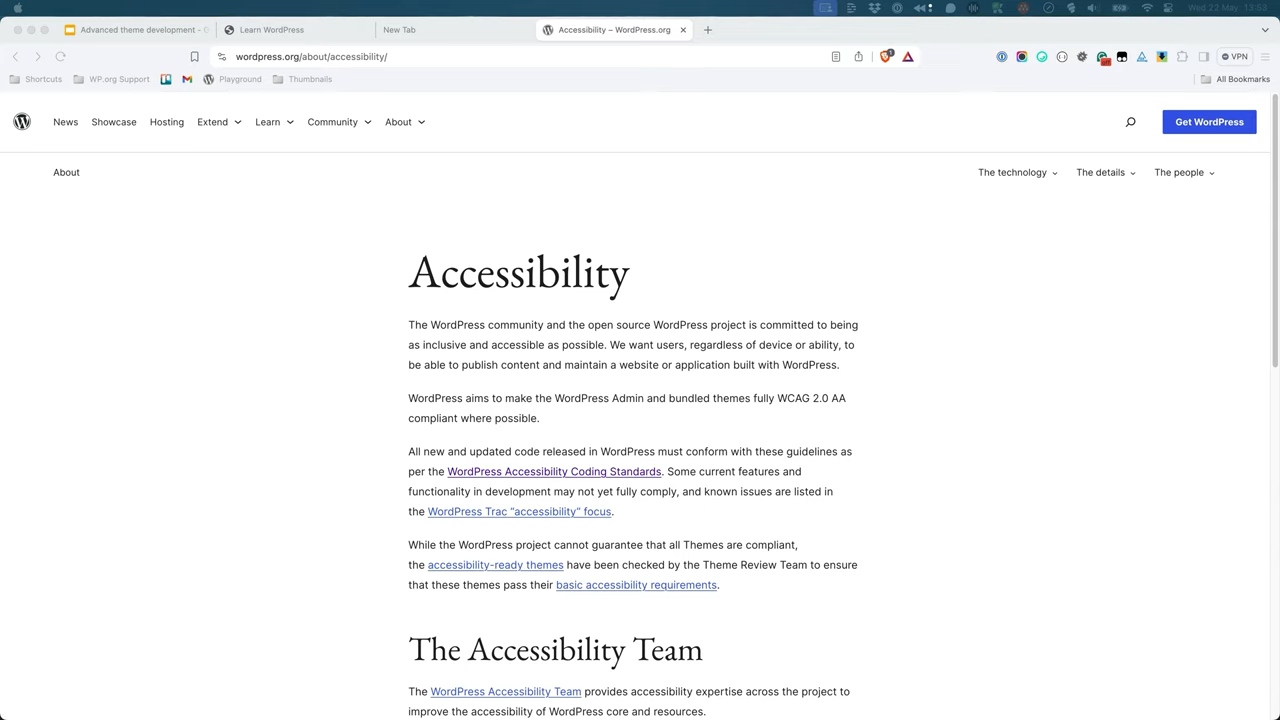 Wed 22 May 13:53
Advanced theme development -
Learn WordPress
New Tab
Accessibility – WordPress.org
wordpress.org/about/accessibility/
VPN
Shortcuts
WP.org Support
Playground
Thumbnails
All Bookmarks
News
Showcase
Hosting
Extend
Learn
Community
About
Get WordPress
About
The technology
The details
The people
Accessibility
The WordPress community and the open source WordPress project is committed to being
as inclusive and accessible as possible. We want users, regardless of device or ability, to
be able to publish content and maintain a website or application built with WordPress.
WordPress aims to make the WordPress Admin and bundled themes fully WCAG 2.0 AA
compliant where possible.
All new and updated code released in WordPress must conform with these guidelines as
per the WordPress Accessibility Coding Standards. Some current features and
functionality in development may not yet fully comply, and known issues are listed in
the WordPress Trac “accessibility” focus.
While the WordPress project cannot guarantee that all Themes are compliant,
the accessibility-ready themes have been checked by the Theme Review Team to ensure
that these themes pass their basic accessibility requirements.
The Accessibility Team
The WordPress Accessibility Team provides accessibility expertise across the project to
improve the accessibility of WordPress core and resources.